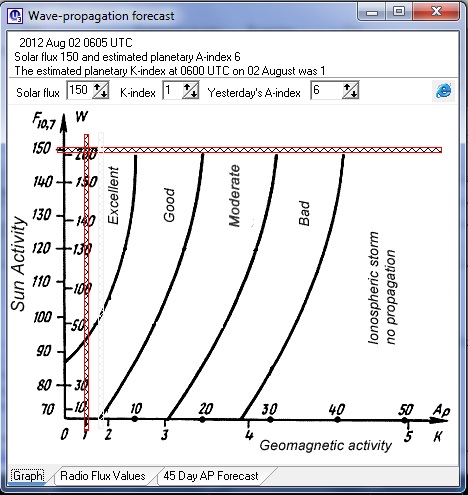 Wave-propagation forecast
2012 Aug 02 0605 UTC
Solar flux 150 and estimated planetary A-index 6
The estimated planetary K-index at 0600 UTC on 02 August was 1
Solar flux 150 K-index 1 Yesterday's A-index 6
F10,7 W
150 200
140 150
130 140
120 130
110 100
100 50
90
80 30
70 10
Sun Activity
Excellent
Good
Moderate
Bad
Ionospheric storm
no propagation
10 20 30 40 50 Ap
0 1 2 3 4 5 K
Geomagnetic activity
Graph Radio Flux Values 45 Day AP Forecast